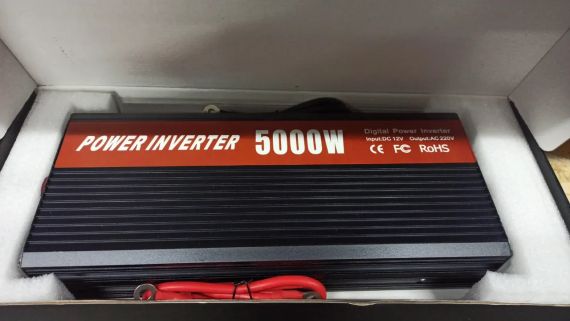 POWER INVERTER 5000W
Digital Power Inverter
Input:DC 12V Output:AC 220V
CE FC RoHS